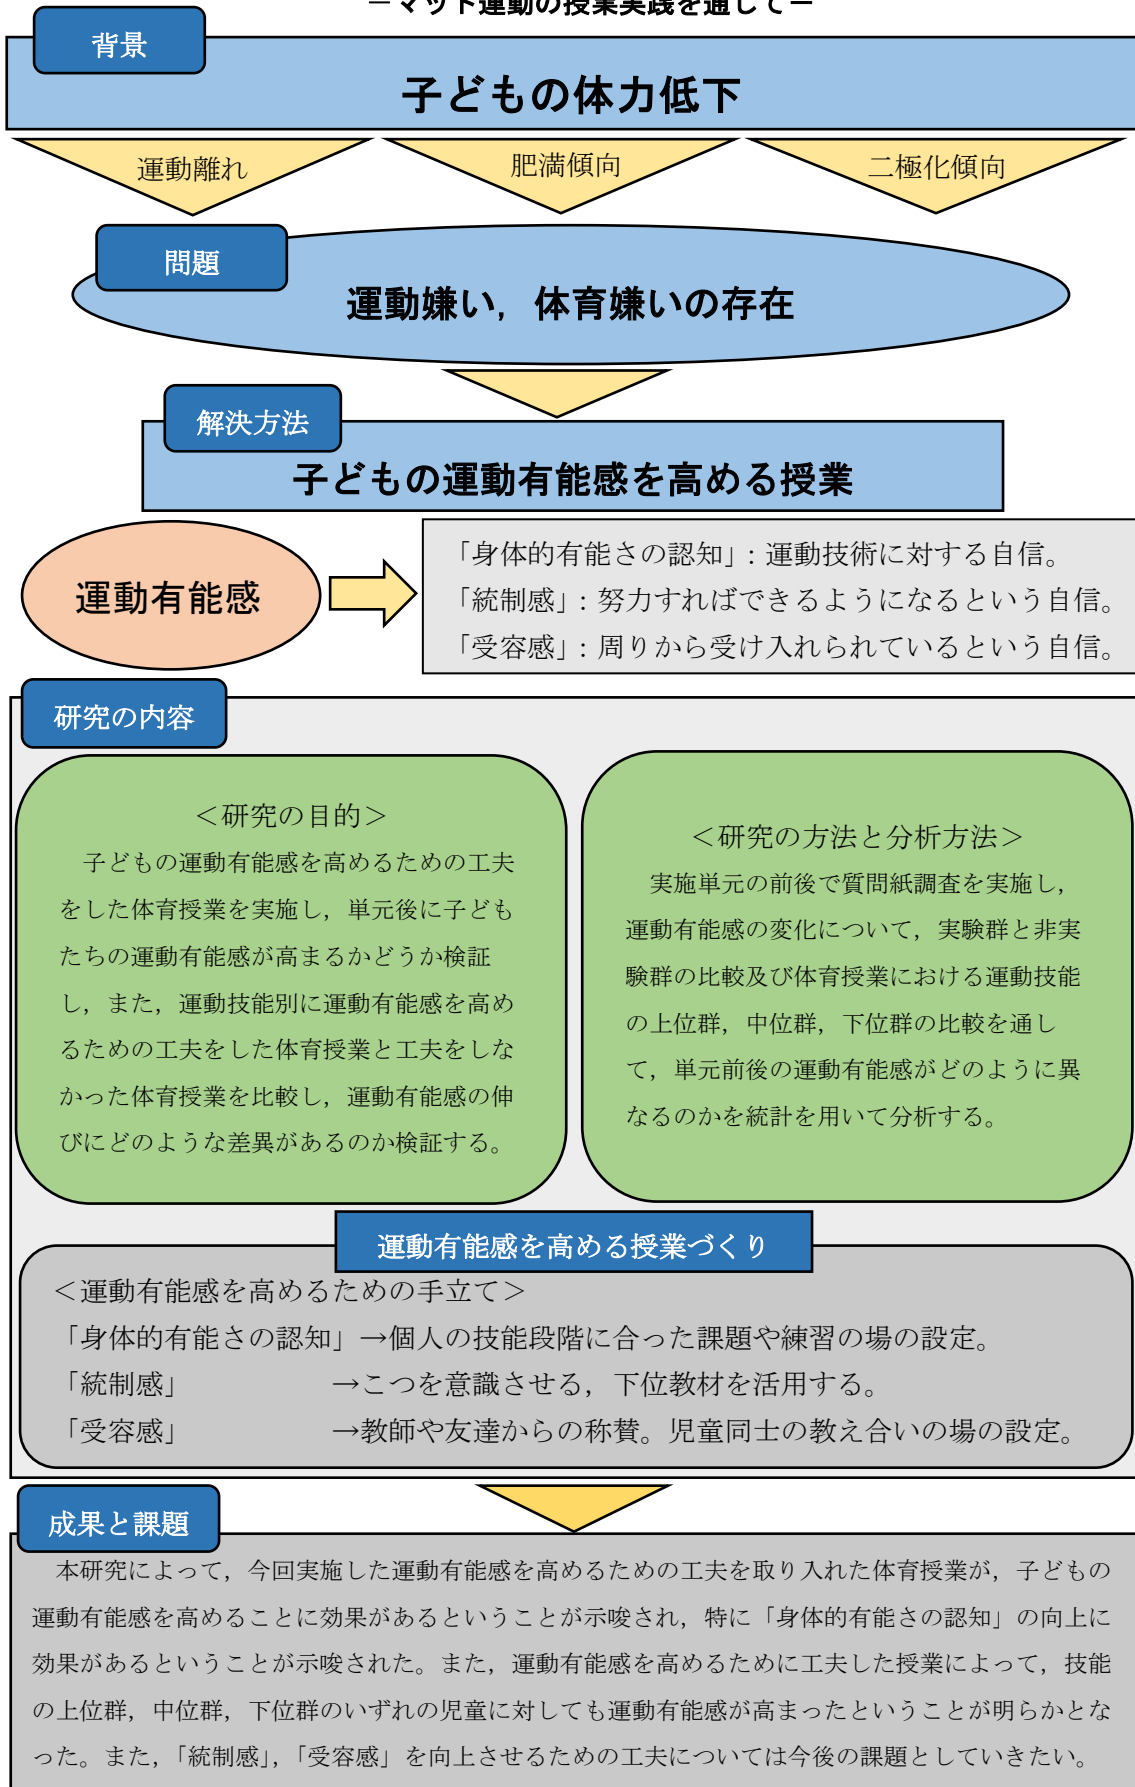 －マット運動の授業実践を通して－
背景
子どもの体力低下
運動離れ
肥満傾向
二極化傾向
問題
運動嫌い，体育嫌いの存在
解決方法
子どもの運動有能感を高める授業
運動有能感
「身体的有能さの認知」：運動技術に対する自信。
「統制感」：努力すればできるようになるという自信。
「受容感」：周りから受け入れられているという自信。
研究の内容
＜研究の目的＞
子どもの運動有能感を高めるための工夫
をした体育授業を実施し，単元後に子ども
たちの運動有能感が高まるかどうか検証
し，また，運動技能別に運動有能感を高め
るための工夫をした体育授業と工夫をしな
かった体育授業を比較し，運動有能感の伸
びにどのような差異があるのか検証する。
＜研究の方法と分析方法＞
実施単元の前後で質問紙調査を実施し，
運動有能感の変化について，実験群と非実
験群の比較及び体育授業における運動技能
の上位群，中位群，下位群の比較を通し
て，単元前後の運動有能感がどのように異
なるのかを統計を用いて分析する。
運動有能感を高める授業づくり
＜運動有能感を高めるための手立て＞
「身体的有能さの認知」→個人の技能段階に合った課題や練習の場の設定。
「統制感」　　　　　→こつを意識させる，下位教材を活用する。
「受容感」　　　　　→教師や友達からの称賛。児童同士の教え合いの場の設定。
成果と課題
本研究によって，今回実施した運動有能感を高めるための工夫を取り入れた体育授業が，子どもの
運動有能感を高めることに効果があるということが示唆され，特に「身体的有能さの認知」の向上に
効果があるということが示唆された。また，運動有能感を高めるために工夫した授業によって，技能
の上位群，中位群，下位群のいずれの児童に対しても運動有能感が高まったということが明らかとな
った。また，「統制感」，「受容感」を向上させるための工夫については今後の課題としていきたい。